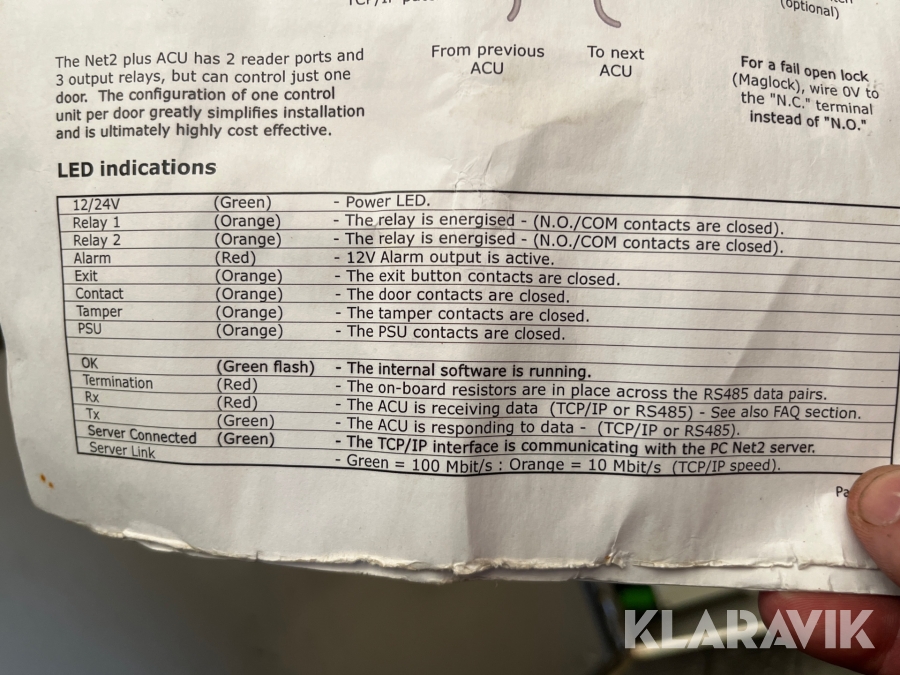 TCP/IP
(optional)
From previous
ACU
To next
ACU
For a fail open lock
(Maglock), wire 0V to
the "N.C." terminal
instead of "N.O."
The Net2 plus ACU has 2 reader ports and
3 output relays, but can control just one
door. The configuration of one control
unit per door greatly simplifies installation
and is ultimately highly cost effective.
LED indications
12/24V (Green) - Power LED.
Relay 1 (Orange) - The relay is energised - (N.O./COM contacts are closed).
Relay 2 (Orange) - The relay is energised - (N.O./COM contacts are closed).
Alarm (Red) - 12V Alarm output is active.
Exit (Orange) - The exit button contacts are closed.
Contact (Orange) - The door contacts are closed.
Tamper (Orange) - The tamper contacts are closed.
PSU (Orange) - The PSU contacts are closed.
OK (Green flash) - The internal software is running.
Termination (Red) - The on-board resistors are in place across the RS485 data pairs.
Rx (Red) - The ACU is receiving data (TCP/IP or RS485) - See also FAQ section.
Tx (Green) - The ACU is responding to data - (TCP/IP or RS485).
Server Connected (Green) - The TCP/IP interface is communicating with the PC Net2 server.
Server Link - Green = 100 Mbit/s : Orange = 10 Mbit/s (TCP/IP speed).
KLARAVIK